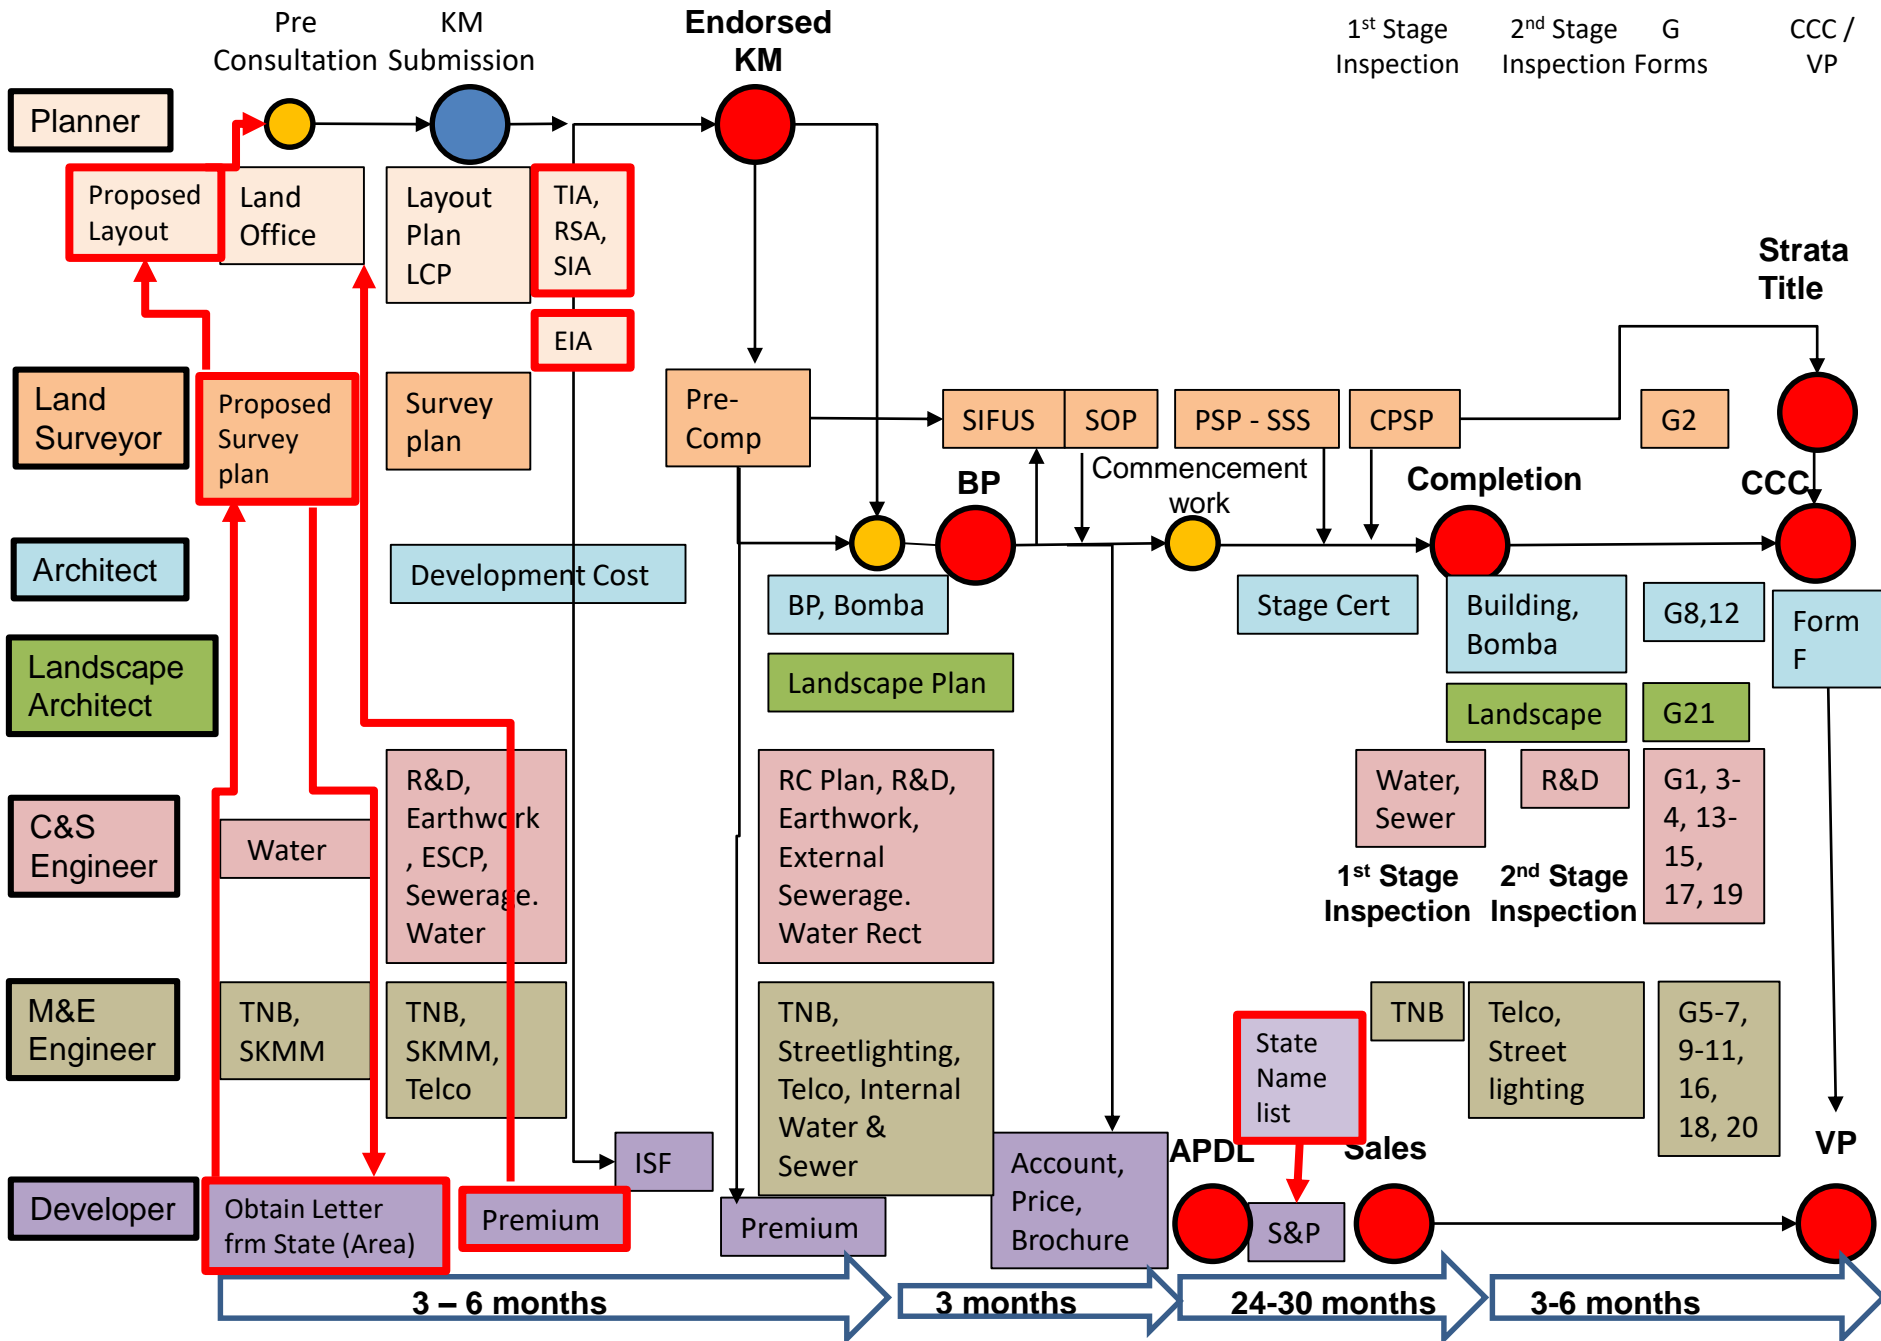 Pre
Consultation
KM
Submission
Endorsed
KM
1st Stage
Inspection
2nd Stage
Inspection
G
Forms
CCC /
VP
Planner
Proposed
Layout
Land
Office
Layout
Plan
LCP
TIA,
RSA,
SIA
EIA
Strata
Title
Land
Surveyor
Proposed
Survey
plan
Survey
plan
Pre-
Comp
SIFUS
SOP
PSP - SSS
CPSP
G2
BP
Commencement
work
Completion
CCC
Architect
Development Cost
BP, Bomba
Stage Cert
Building,
Bomba
G8,12
Form
F
Landscape
Architect
Landscape Plan
Landscape
G21
C&S
Engineer
Water
R&D,
Earthwork
, ESCP,
Sewerage.
Water
RC Plan, R&D,
Earthwork,
External
Sewerage.
Water Rect
Water,
Sewer
R&D
G1, 3-
4, 13-
15,
17, 19
1st Stage
Inspection
2nd Stage
Inspection
M&E
Engineer
TNB,
SKMM
TNB,
SKMM,
Telco
TNB,
Streetlighting,
Telco, Internal
Water &
Sewer
State
Name
list
TNB
Telco,
Street
lighting
G5-7,
9-11,
16,
18, 20
Developer
Obtain Letter
frm State (Area)
Premium
ISF
Premium
Account,
Price,
Brochure
APDL
S&P
Sales
VP
3 – 6 months
3 months
24-30 months
3-6 months